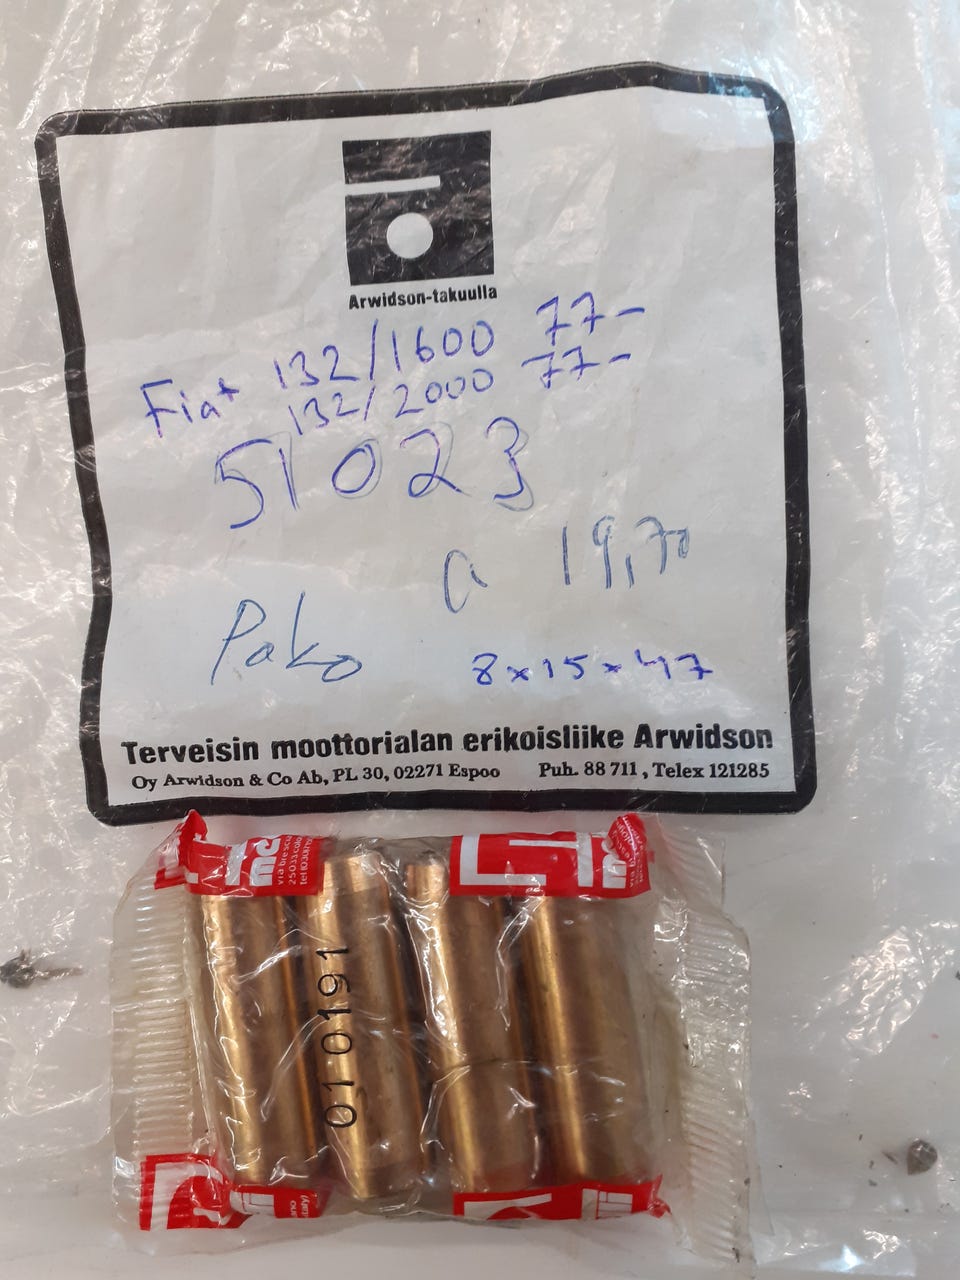 Arwidson-takuulla
Fiat 132/1600 77-
132/2000 77-
51023
a 19,70
Pako
8x15x47
Terveisin moottorialan erikoisliike Arwidson
Oy Arwidson & Co Ab, PL 30, 02271 Espoo Puh. 88 711, Telex 121285
010191